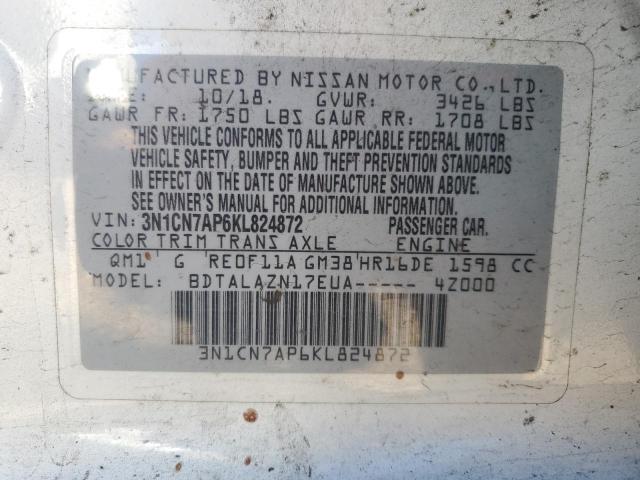 MANUFACTURED BY NISSAN MOTOR CO., LTD.
DATE: 10/18. GVWR: 3426 LBS
GAWR FR: 1750 LBS GAWR RR: 1708 LBS
THIS VEHICLE CONFORMS TO ALL APPLICABLE FEDERAL MOTOR
VEHICLE SAFETY, BUMPER AND THEFT PREVENTION STANDARDS
IN EFFECT ON THE DATE OF MANUFACTURE SHOWN ABOVE.
SEE OWNER'S MANUAL FOR ADDITIONAL INFORMATION.
VIN: 3N1CN7AP6KL824872 PASSENGER CAR.
COLOR TRIM TRANS AXLE ENGINE
QM1 G RE0F11A GM38 HR16DE 1598 CC
MODEL: BDTALAZN17EUA----- 4Z000
3N1CN7AP6KL824872